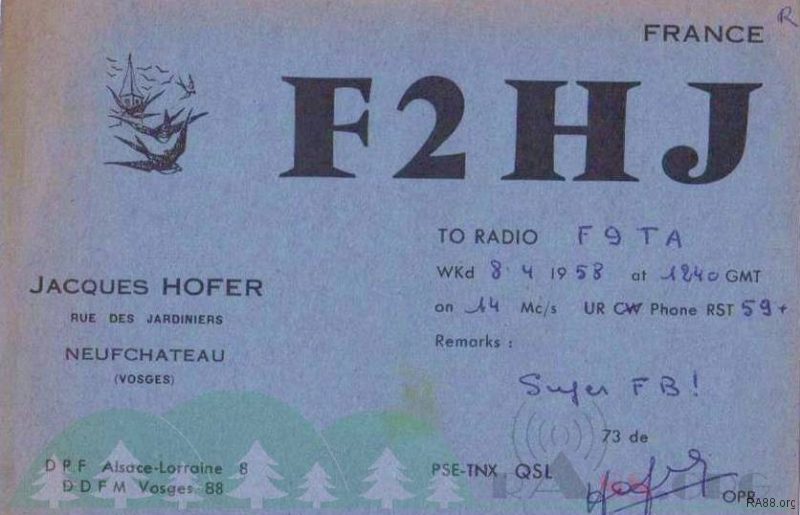 R
FRANCE
F2HJ
TO RADIO F9TA
WKd 8 4 1958 at 1240 GMT
on 14 Mc/s UR CW Phone RST 59+
Remarks :
Super FB!
JACQUES HOFER
RUE DES JARDINIERS
NEUFCHATEAU
(VOSGES)
73 de
DPF Alsace-Lorraine 8
DDFM Vosges 88
PSE-TNX QSL
OPR
RA88.org
RA88.org